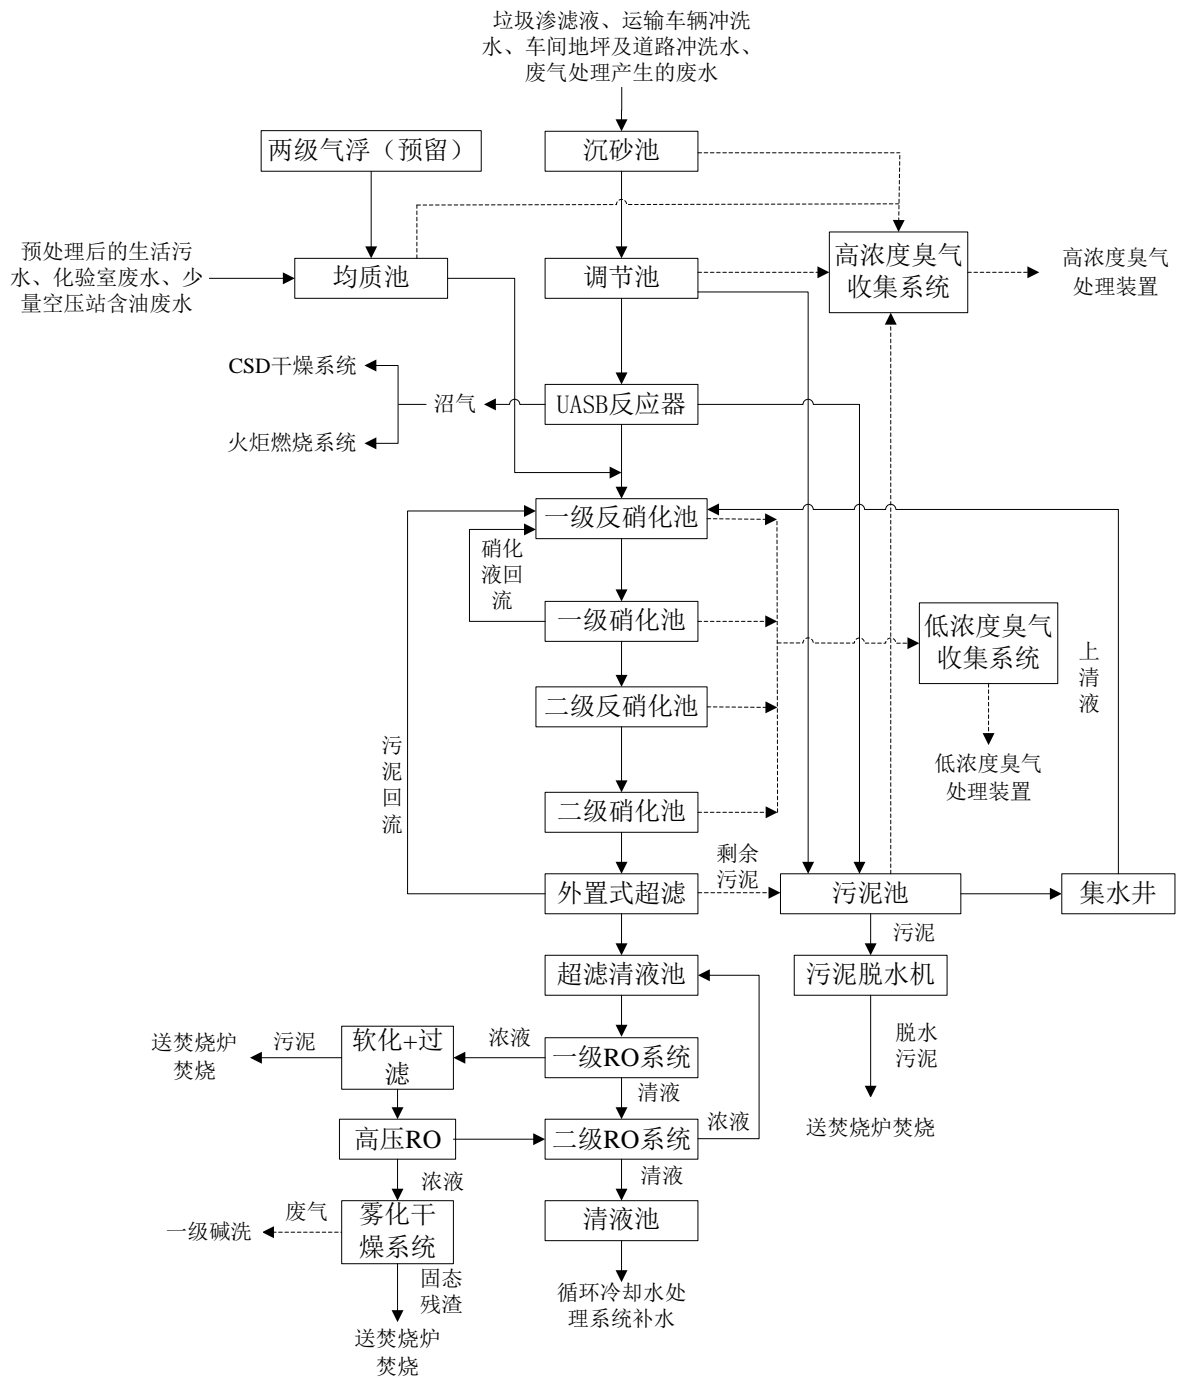 垃圾渗滤液、运输车辆冲洗
水、车间地坪及道路冲洗水、
废气处理产生的废水
两级气浮（预留）
沉砂池
预处理后的生活污
水、化验室废水、少
量空压站含油废水
均质池
调节池
高浓度臭气
收集系统
高浓度臭气
处理装置
CSD干燥系统
沼气
UASB反应器
火炬燃烧系统
一级反硝化池
硝化
液回
流
一级硝化池
低浓度臭气
收集系统
上
清
液
二级反硝化池
污
泥
回
流
低浓度臭气
处理装置
二级硝化池
剩余
污泥
外置式超滤
污泥池
集水井
污泥
超滤清液池
污泥脱水机
送焚烧炉
焚烧
污泥
软化+过
滤
浓液
一级RO系统
脱水
污泥
清液
高压RO
二级RO系统
浓液
送焚烧炉焚烧
浓液
清液
一级碱洗
废气
雾化干
燥系统
清液池
固态
残渣
循环冷却水处
理系统补水
送焚烧炉
焚烧